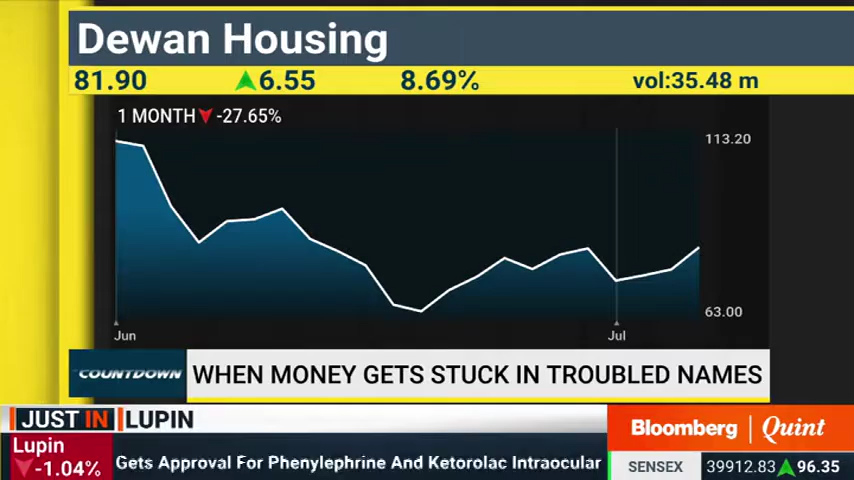 Dewan Housing
81.90 6.55 8.69% vol:35.48 m
1 MONTH -27.65%
113.20
63.00
Jun Jul
COUNTDOWN WHEN MONEY GETS STUCK IN TROUBLED NAMES
JUST IN LUPIN
Bloomberg | Quint
Lupin
-1.04%
Gets Approval For Phenylephrine And Ketorolac Intraocular
SENSEX 39912.83 96.35